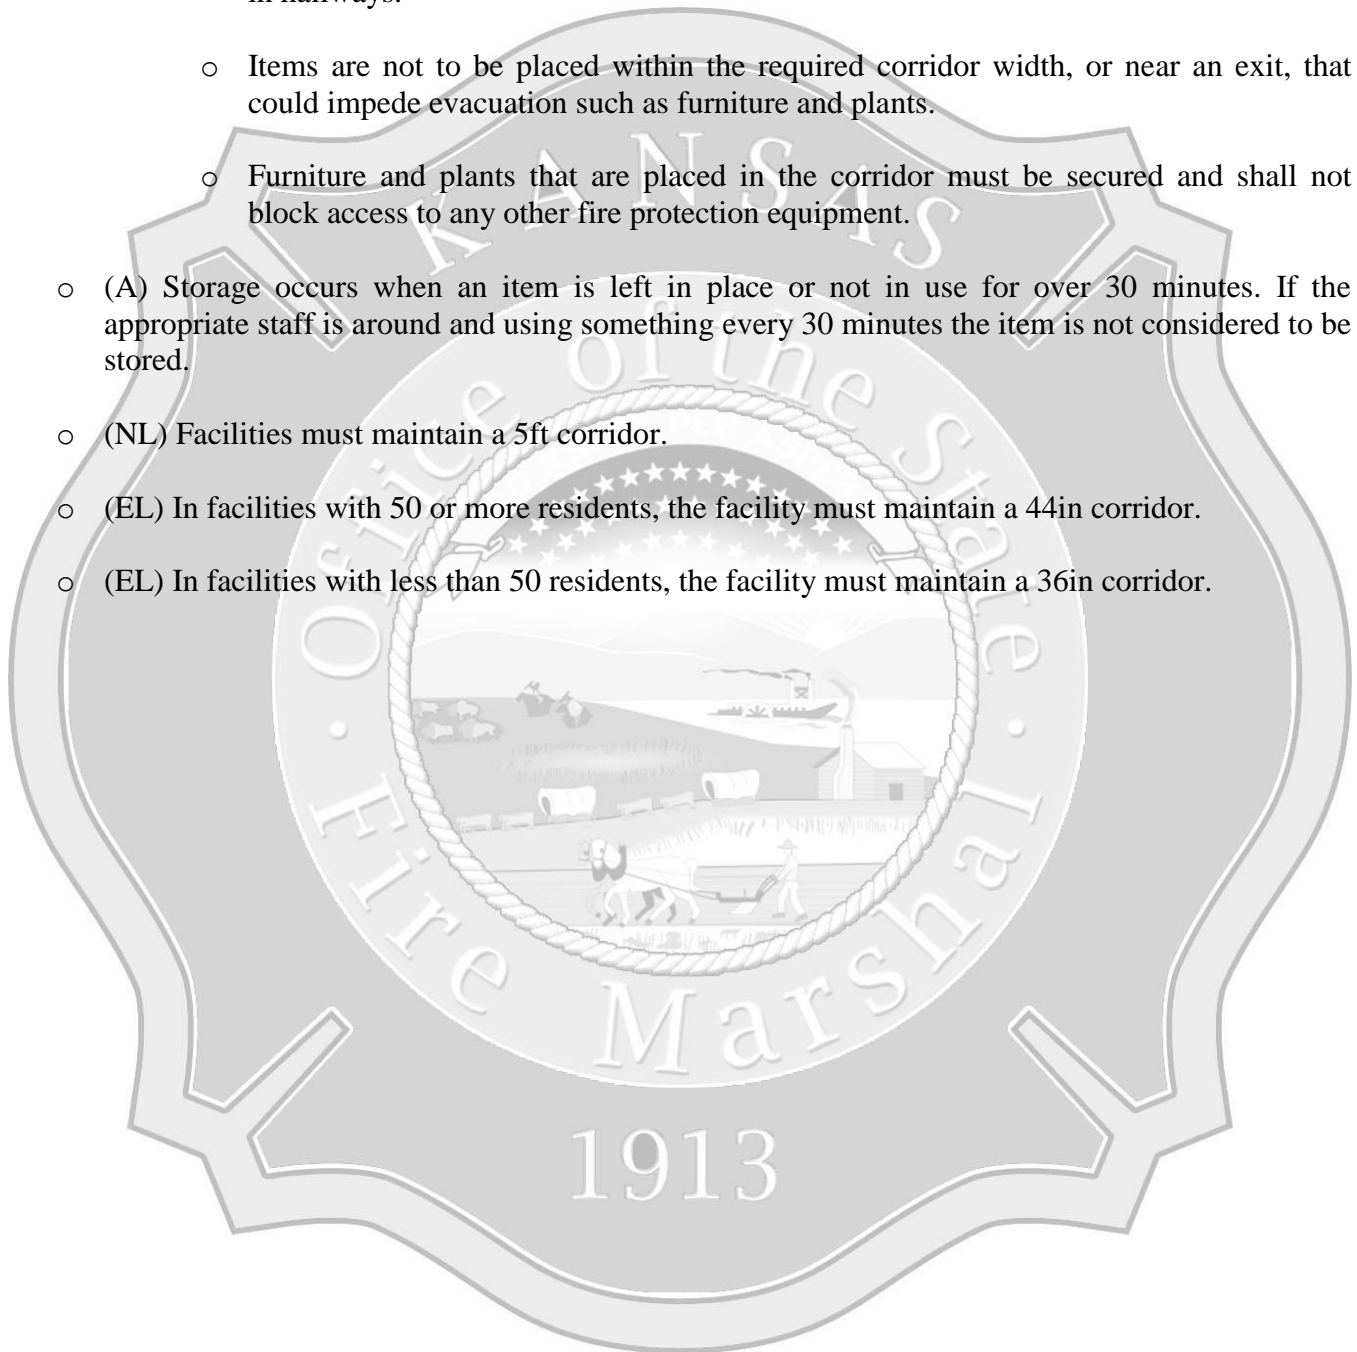 in hallways.
o Items are not to be placed within the required corridor width, or near an exit, that
could impede evacuation such as furniture and plants.
o Furniture and plants that are placed in the corridor must be secured and shall not
block access to any other fire protection equipment.
o (A) Storage occurs when an item is left in place or not in use for over 30 minutes. If the
appropriate staff is around and using something every 30 minutes the item is not considered to be
stored.
o (NL) Facilities must maintain a 5ft corridor.
o (EL) In facilities with 50 or more residents, the facility must maintain a 44in corridor.
o (EL) In facilities with less than 50 residents, the facility must maintain a 36in corridor.
KANSAS
Office of the State
Fire Marshal
1913